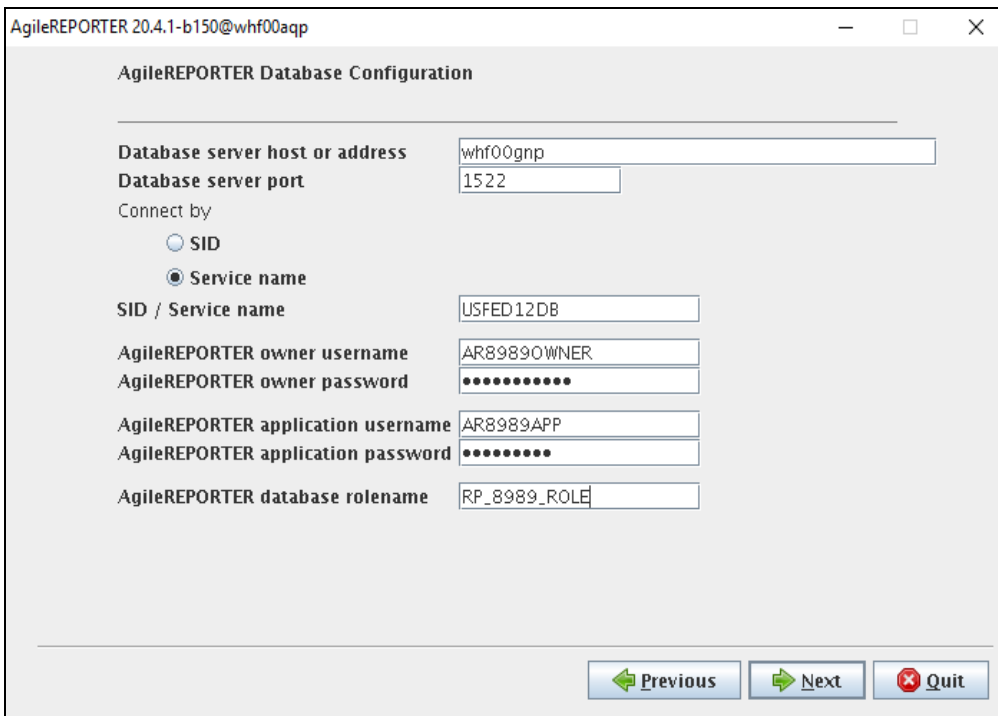 AgileREPORTER 20.4.1-b150@whf00aqp
AgileREPORTER Database Configuration
Database server host or address whf00gnp
Database server port 1522
Connect by
SID
Service name
SID / Service name USFED12DB
AgileREPORTER owner username AR8989OWNER
AgileREPORTER owner password •••••••••••
AgileREPORTER application username AR8989APP
AgileREPORTER application password •••••••••
AgileREPORTER database rolename RP_8989_ROLE
Previous Next Quit